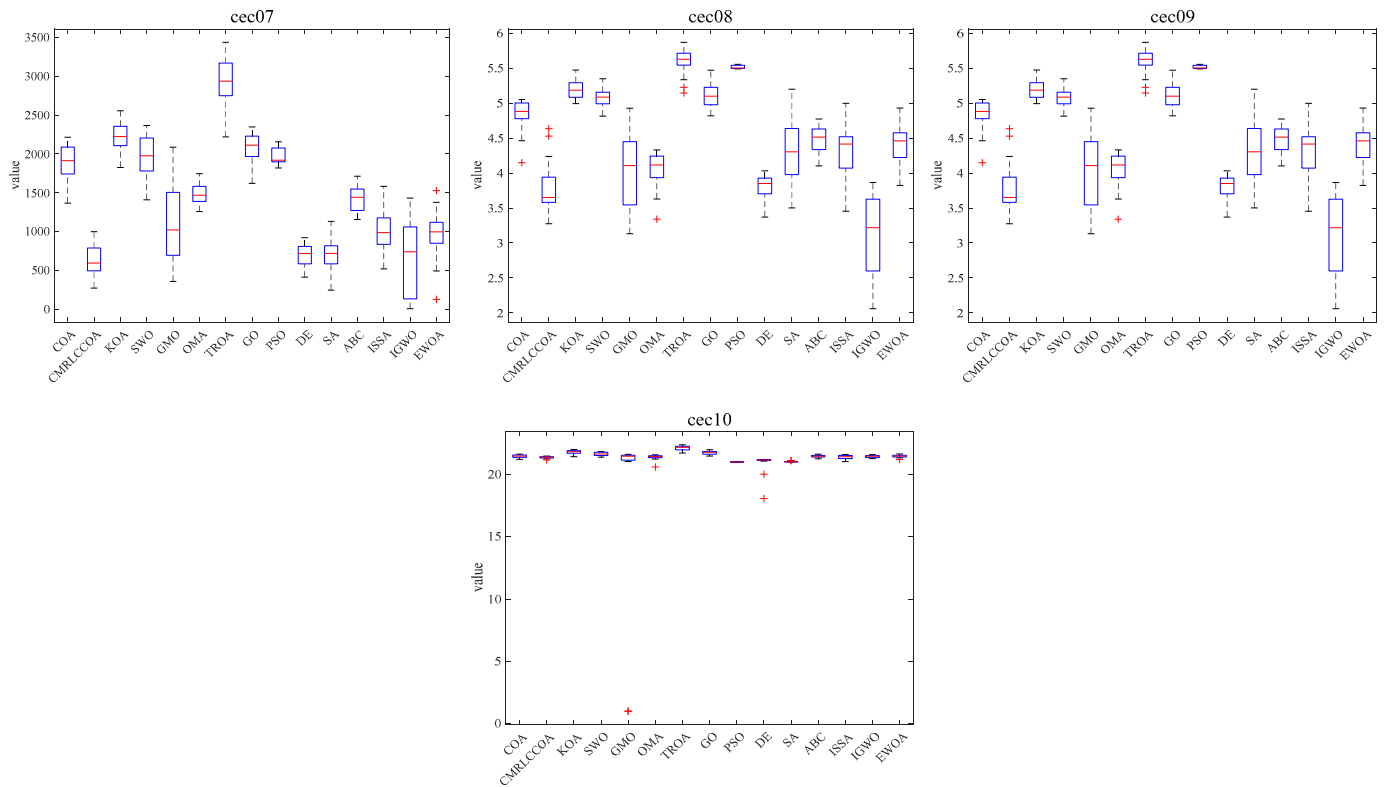 cec07
3500
3000
2500
2000
1500
1000
500
0
value
COA
CMRLCCOA
KOA
SWO
GMO
OMA
TROA
GO
PSO
DE
SA
ABC
ISSA
IGWO
EWOA
cec08
6
5.5
5
4.5
4
3.5
3
2.5
2
value
COA
CMRLCCOA
KOA
SWO
GMO
OMA
TROA
GO
PSO
DE
SA
ABC
ISSA
IGWO
EWOA
cec09
6
5.5
5
4.5
4
3.5
3
2.5
2
value
COA
CMRLCCOA
KOA
SWO
GMO
OMA
TROA
GO
PSO
DE
SA
ABC
ISSA
IGWO
EWOA
cec10
20
15
10
5
0
value
COA
CMRLCCOA
KOA
SWO
GMO
OMA
TROA
GO
PSO
DE
SA
ABC
ISSA
IGWO
EWOA